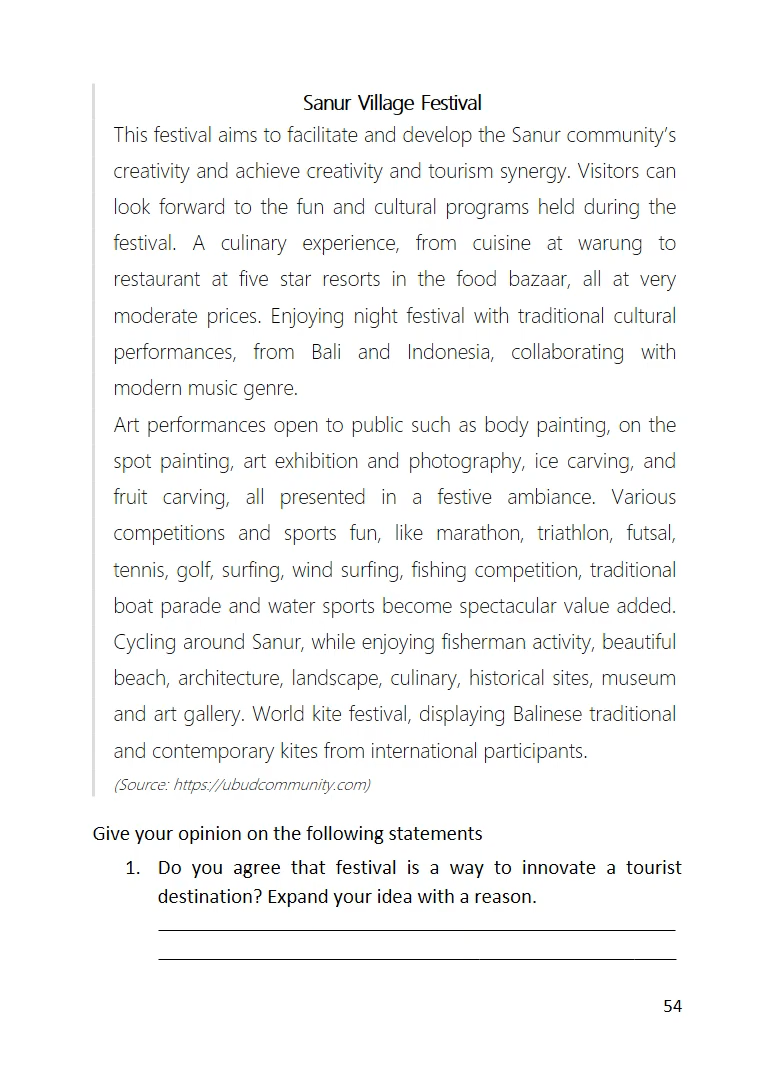 Sanur Village Festival
This festival aims to facilitate and develop the Sanur community’s
creativity and achieve creativity and tourism synergy. Visitors can
look forward to the fun and cultural programs held during the
festival. A culinary experience, from cuisine at warung to
restaurant at five star resorts in the food bazaar, all at very
moderate prices. Enjoying night festival with traditional cultural
performances, from Bali and Indonesia, collaborating with
modern music genre.
Art performances open to public such as body painting, on the
spot painting, art exhibition and photography, ice carving, and
fruit carving, all presented in a festive ambiance. Various
competitions and sports fun, like marathon, triathlon, futsal,
tennis, golf, surfing, wind surfing, fishing competition, traditional
boat parade and water sports become spectacular value added.
Cycling around Sanur, while enjoying fisherman activity, beautiful
beach, architecture, landscape, culinary, historical sites, museum
and art gallery. World kite festival, displaying Balinese traditional
and contemporary kites from international participants.
(Source: https://ubudcommunity.com)
Give your opinion on the following statements
1. Do you agree that festival is a way to innovate a tourist
destination? Expand your idea with a reason.
54